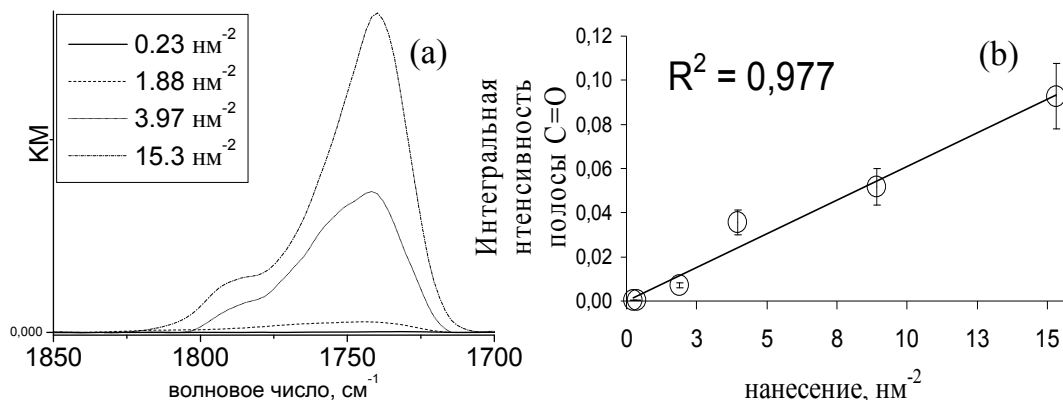 0.23 нм-2
1.88 нм-2
3.97 нм-2
15.3 нм-2
(a)
КМ
0,000
1850 1800 1750 1700
волновое число, см-1
Интегральная
нтенсивность
полосы C=O
0,12
0,10
0,08
0,06
0,04
0,02
0,00
R2 = 0,977
(b)
0 3 5 8 10 13 15
нанесение, нм-2